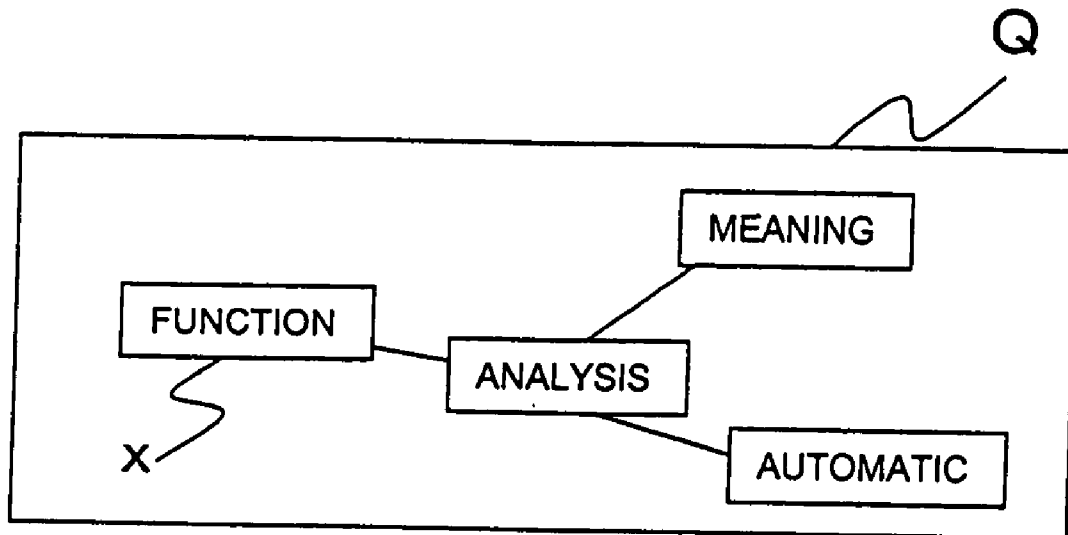 Q
MEANING
FUNCTION
ANALYSIS
X
AUTOMATIC